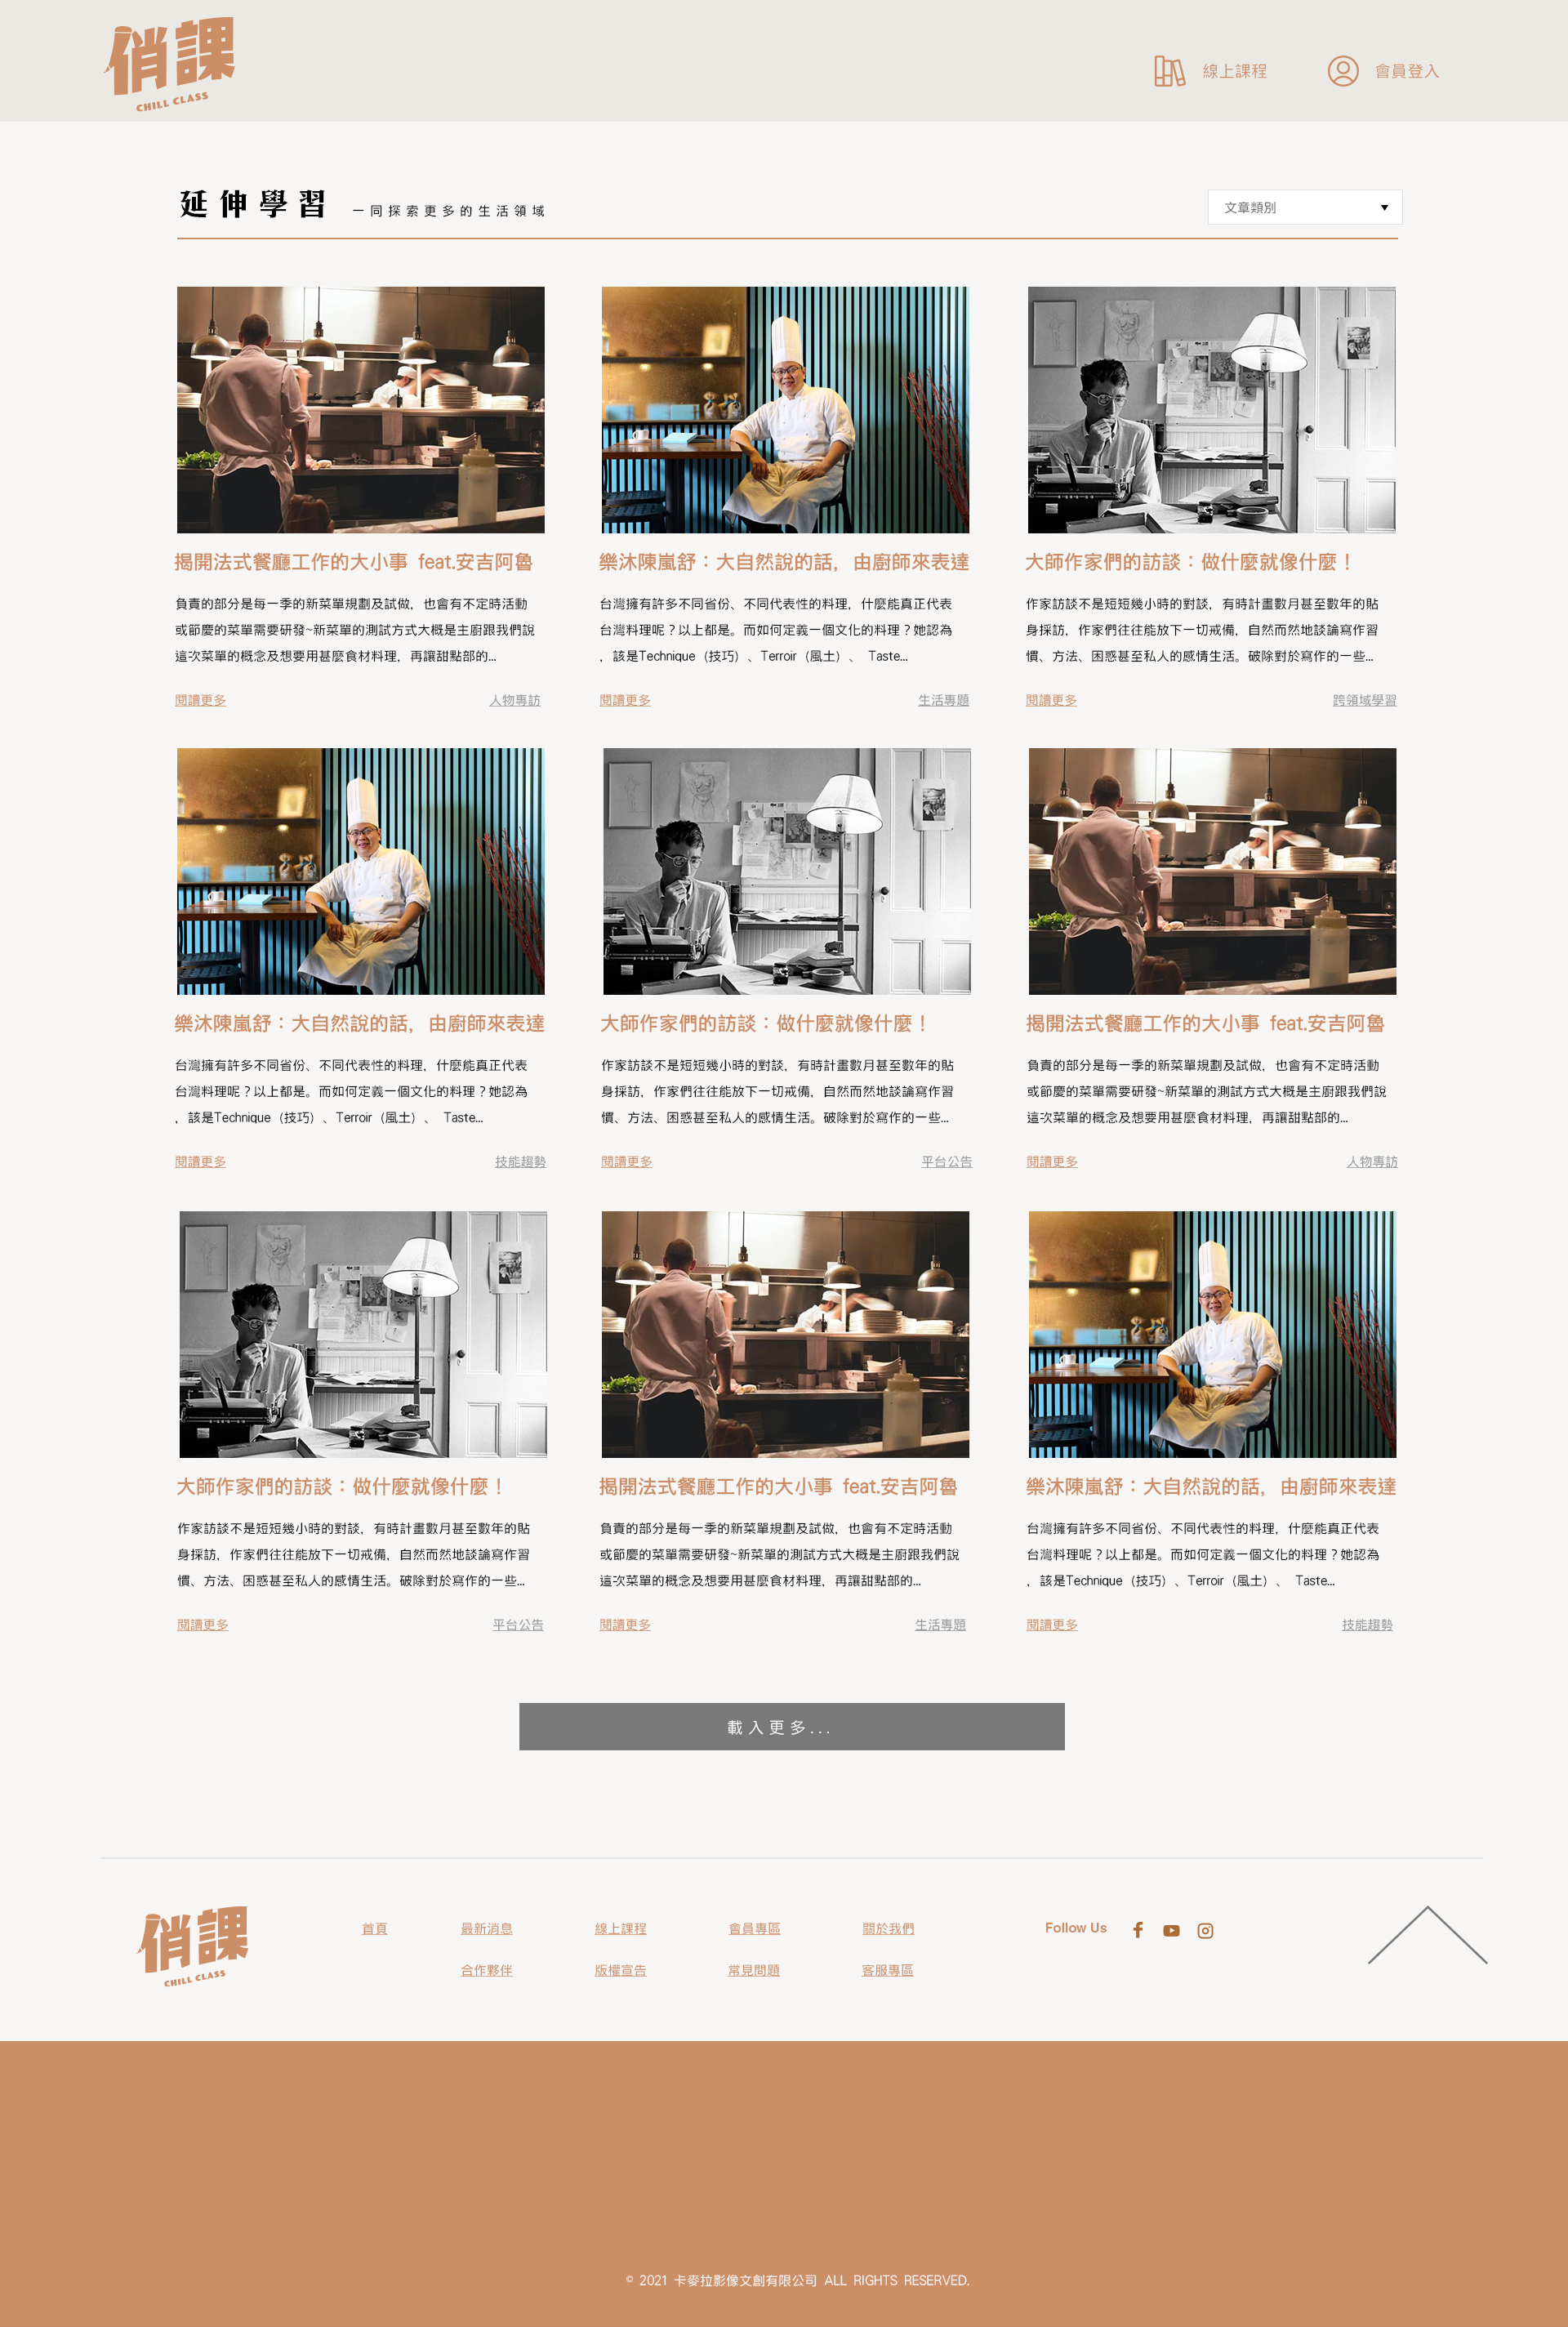 俏課
CHILL CLASS
線上課程
會員登入
延伸學習
一同探索更多的生活領域
文章類別
揭開法式餐廳工作的大小事 feat.安吉阿魯
負責的部分是每一季的新菜單規劃及試做，也會有不定時活動
或節慶的菜單需要研發~新菜單的測試方式大概是主廚跟我們說
這次菜單的概念及想要用甚麼食材料理，再讓甜點部的...
閱讀更多
人物專訪
樂沐陳嵐舒：大自然說的話，由廚師來表達
台灣擁有許多不同省份、不同代表性的料理，什麼能真正代表
台灣料理呢？以上都是。而如何定義一個文化的料理？她認為
，該是Technique（技巧）、Terroir（風土）、 Taste...
閱讀更多
生活專題
大師作家們的訪談：做什麼就像什麼！
作家訪談不是短短幾小時的對談，有時計畫數月甚至數年的貼
身採訪，作家們往往能放下一切戒備，自然而然地談論寫作習
慣、方法、困惑甚至私人的感情生活。破除對於寫作的一些...
閱讀更多
跨領域學習
樂沐陳嵐舒：大自然說的話，由廚師來表達
台灣擁有許多不同省份、不同代表性的料理，什麼能真正代表
台灣料理呢？以上都是。而如何定義一個文化的料理？她認為
，該是Technique（技巧）、Terroir（風土）、 Taste...
閱讀更多
技能趨勢
大師作家們的訪談：做什麼就像什麼！
作家訪談不是短短幾小時的對談，有時計畫數月甚至數年的貼
身採訪，作家們往往能放下一切戒備，自然而然地談論寫作習
慣、方法、困惑甚至私人的感情生活。破除對於寫作的一些...
閱讀更多
平台公告
揭開法式餐廳工作的大小事 feat.安吉阿魯
負責的部分是每一季的新菜單規劃及試做，也會有不定時活動
或節慶的菜單需要研發~新菜單的測試方式大概是主廚跟我們說
這次菜單的概念及想要用甚麼食材料理，再讓甜點部的...
閱讀更多
人物專訪
大師作家們的訪談：做什麼就像什麼！
作家訪談不是短短幾小時的對談，有時計畫數月甚至數年的貼
身採訪，作家們往往能放下一切戒備，自然而然地談論寫作習
慣、方法、困惑甚至私人的感情生活。破除對於寫作的一些...
閱讀更多
平台公告
揭開法式餐廳工作的大小事 feat.安吉阿魯
負責的部分是每一季的新菜單規劃及試做，也會有不定時活動
或節慶的菜單需要研發~新菜單的測試方式大概是主廚跟我們說
這次菜單的概念及想要用甚麼食材料理，再讓甜點部的...
閱讀更多
生活專題
樂沐陳嵐舒：大自然說的話，由廚師來表達
台灣擁有許多不同省份、不同代表性的料理，什麼能真正代表
台灣料理呢？以上都是。而如何定義一個文化的料理？她認為
，該是Technique（技巧）、Terroir（風土）、 Taste...
閱讀更多
技能趨勢
載入更多...
俏課
CHILL CLASS
首頁
最新消息
線上課程
會員專區
關於我們
Follow Us
合作夥伴
版權宣告
常見問題
客服專區
© 2021 卡麥拉影像文創有限公司 ALL RIGHTS RESERVED.